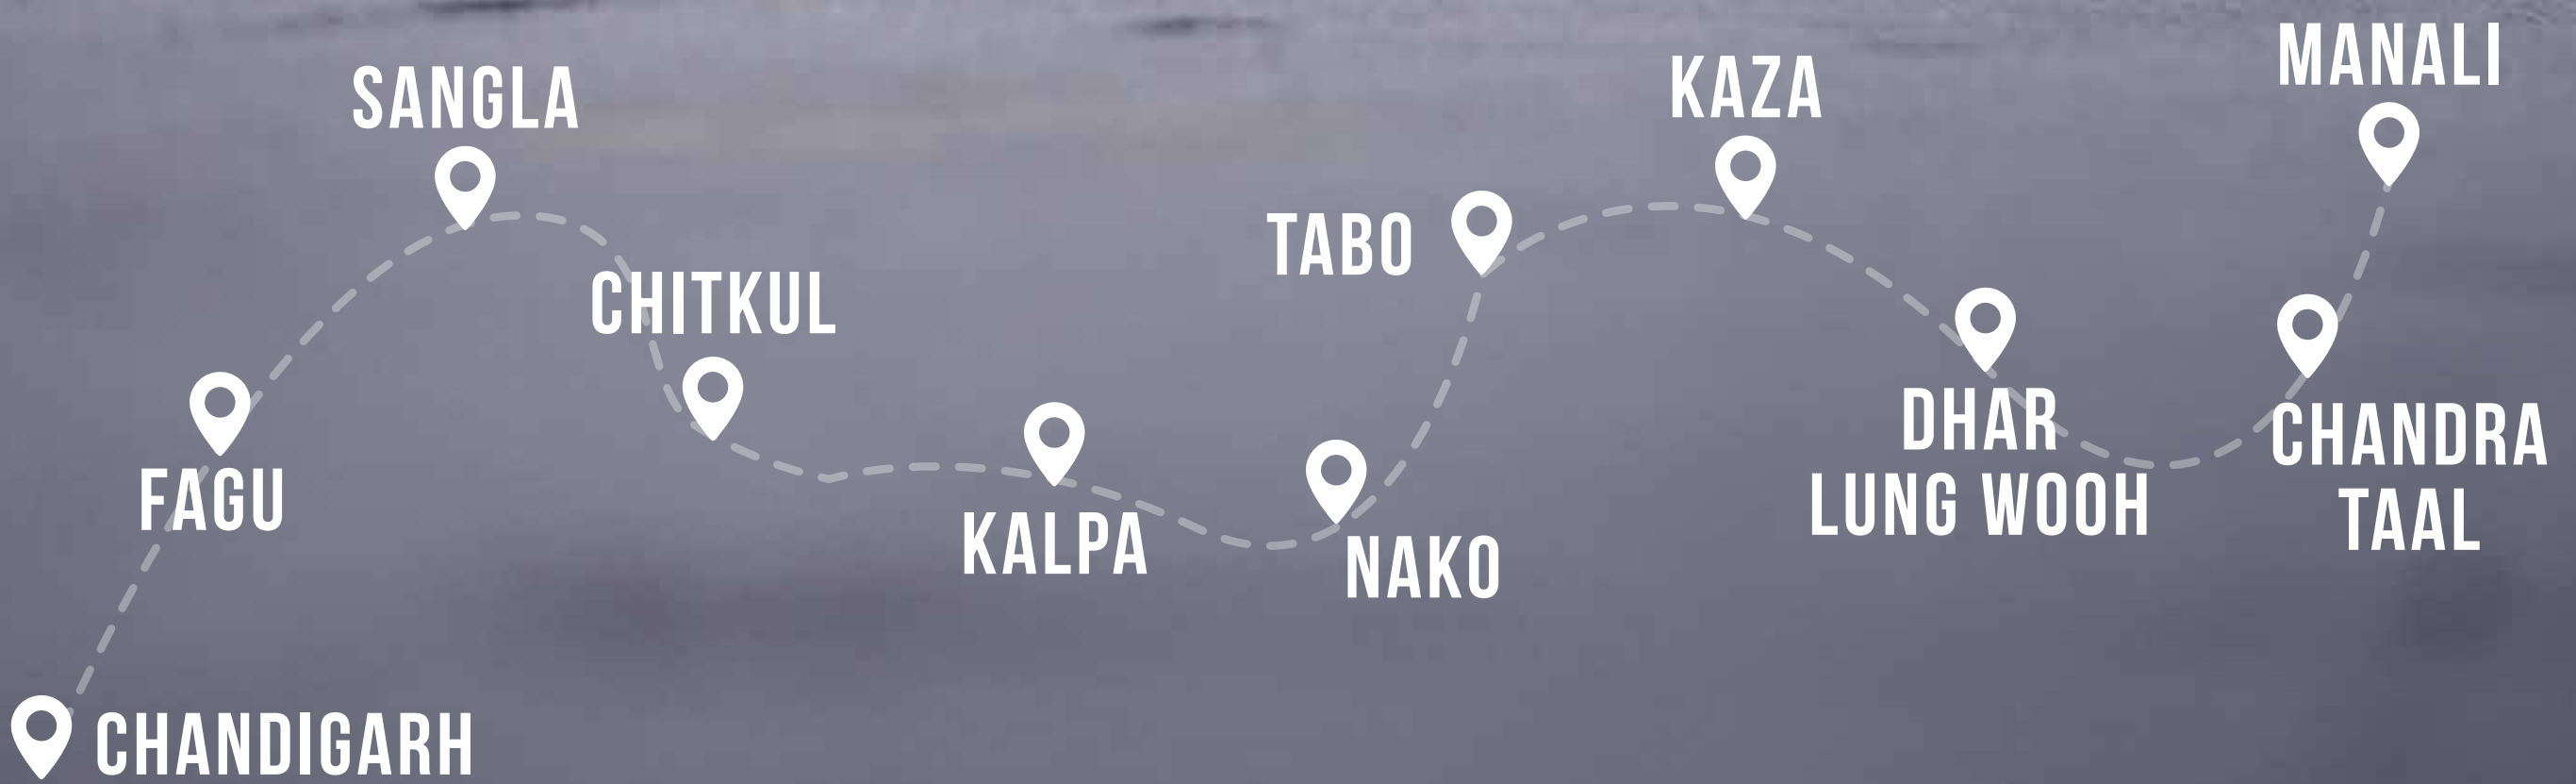 CHANDIGARH
FAGU
SANGLA
CHITKUL
KALPA
NAKO
TABO
KAZA
DHAR
LUNG WOOH
CHANDRA
TAAL
MANALI